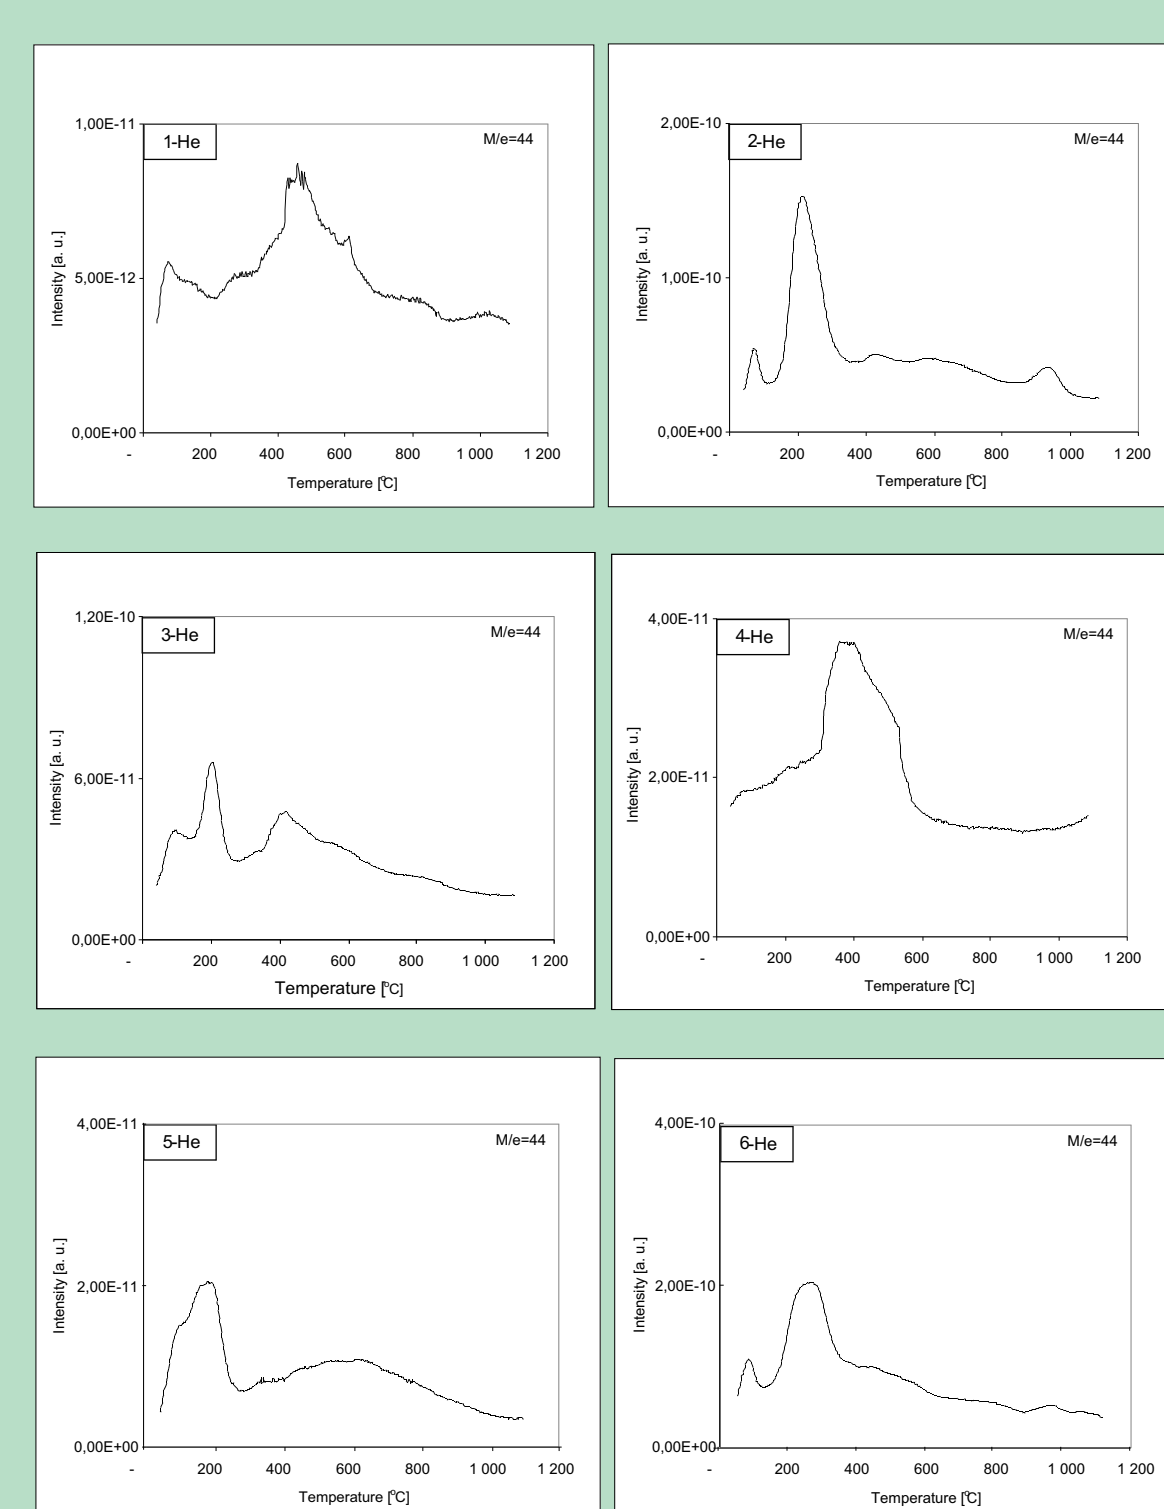 1,00E-11
1-He
M/e=44
Intensity [a. u.]
5,00E-12
0,00E+00
- 200 400 600 800 1 000 1 200
Temperature [°C]
2,00E-10
2-He
M/e=44
Intensity [a. u.]
1,00E-10
0,00E+00
- 200 400 600 800 1 000 1 200
Temperature [°C]
1,20E-10
3-He
M/e=44
Intensity [a. u.]
6,00E-11
0,00E+00
- 200 400 600 800 1 000 1 200
Temperature [°C]
4,00E-11
4-He
M/e=44
Intensity [a. u.]
2,00E-11
0,00E+00
- 200 400 600 800 1 000 1 200
Temperature [°C]
4,00E-11
5-He
M/e=44
Intensity [a. u.]
2,00E-11
0,00E+00
- 200 400 600 800 1 000 1 200
Temperature [°C]
4,00E-10
6-He
M/e=44
Intensity [a. u.]
2,00E-10
0,00E+00
- 200 400 600 800 1 000 1 200
Temperature [°C]